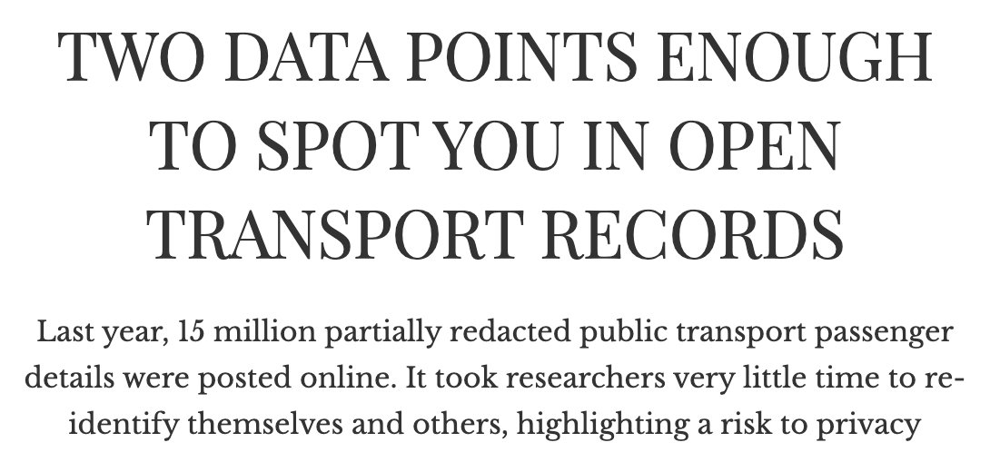 TWO DATA POINTS ENOUGH
TO SPOT YOU IN OPEN
TRANSPORT RECORDS
Last year, 15 million partially redacted public transport passenger
details were posted online. It took researchers very little time to re-
identify themselves and others, highlighting a risk to privacy